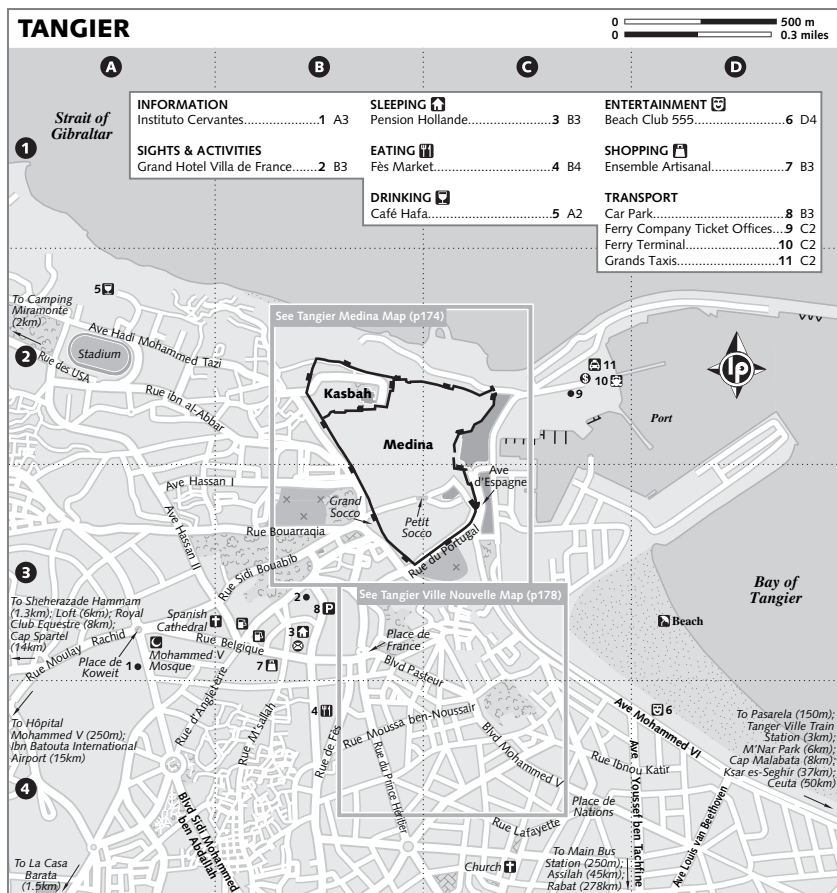 TANGIER
0 500 m
0 0.3 miles
A B C D
INFORMATION
Instituto Cervantes 1 A3
SIGHTS & ACTIVITIES
Grand Hotel Villa de France 2 B3
SLEEPING
Pension Hollande 3 B3
EATING
Fès Market 4 B4
DRINKING
Café Hafa 5 A2
ENTERTAINMENT
Beach Club 555 6 D4
SHOPPING
Ensemble Artisanal 7 B3
TRANSPORT
Car Park 8 B3
Ferry Company Ticket Offices 9 C2
Ferry Terminal 10 C2
Grands Taxis 11 C2
Strait of
Gibraltar
1
5
To Camping
Miramonte
(2km)
Ave Hadi Mohammed Tazi
See Tangier Medina Map (p174)
2
Stadium
Rue des USA
Rue ibn al-Abbar
Kasbah
Medina
11
10
9
lp
Port
Ave Hassan I
Ave
d'Espagne
Grand
Socco
Petit
Socco
Ave Hassan II
Rue Bouarraqia
Rue du Portugal
Rue Sidi Bouabib
3
To Sheherazade Hammam
(1.3km); Loft (6km); Royal
Club Equestre (8km);
Cap Spartel
(14km)
Spanish
Cathedral
2
8 P
See Tangier Ville Nouvelle Map (p178)
Bay of
Tangier
Beach
Rue Moulay Rachid
Rue Belgique
3
Place de
France
Place de
Koweit
1
Mohammed V
Mosque
7
Blvd Pasteur
To Hôpital
Mohammed V (250m);
Ibn Batouta International
Airport (15km)
Rue d'Angleterre
Rue M'sallah
4
Rue de Fès
Rue Moussa ben-Noussair
Rue du Prince Héritier
Blvd Mohammed V
Ave Mohammed VI
6
To Pasarela (150m);
Tanger Ville Train
Station (3km);
M'Nar Park (6km);
Cap Malabata (8km);
Ksar es-Seghir (37km);
Ceuta (50km)
Rue Ibnou Katir
4
Blvd Sidi Mohammed
ben Abdallah
Place de
Nations
Ave Youssef ben Tachfine
Ave Louis van Beethoven
Rue Lafayette
To La Casa
Barata
(1.5km)
Church
To Main Bus
Station (250m);
Assilah (45km);
Rabat (278km)